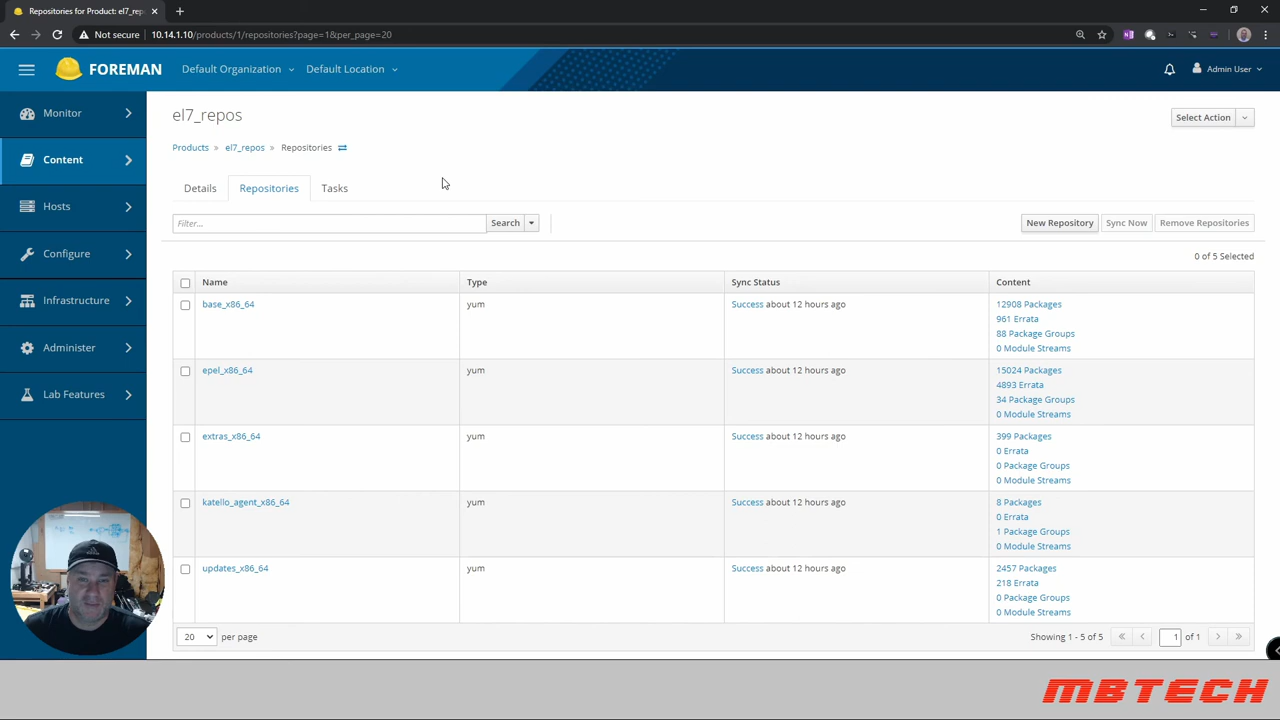 Repositories for Product: el7_rep
Not secure | 10.14.1.10/products/1/repositories?page=1&per_page=20
FOREMAN Default Organization Default Location Admin User
Monitor
Content
Hosts
Configure
Infrastructure
Administer
Lab Features
el7_repos
Select Action
Products » el7_repos » Repositories
Details Repositories Tasks
Filter... Search New Repository Sync Now Remove Repositories
0 of 5 Selected
Name Type Sync Status Content
base_x86_64 yum Success about 12 hours ago 12908 Packages
961 Errata
88 Package Groups
0 Module Streams
epel_x86_64 yum Success about 12 hours ago 15024 Packages
4893 Errata
34 Package Groups
0 Module Streams
extras_x86_64 yum Success about 12 hours ago 399 Packages
0 Errata
0 Package Groups
0 Module Streams
katello_agent_x86_64 yum Success about 12 hours ago 8 Packages
0 Errata
1 Package Groups
0 Module Streams
updates_x86_64 yum Success about 12 hours ago 2457 Packages
218 Errata
0 Package Groups
0 Module Streams
20 per page Showing 1 - 5 of 5 « < 1 of 1 > »
MBTECH